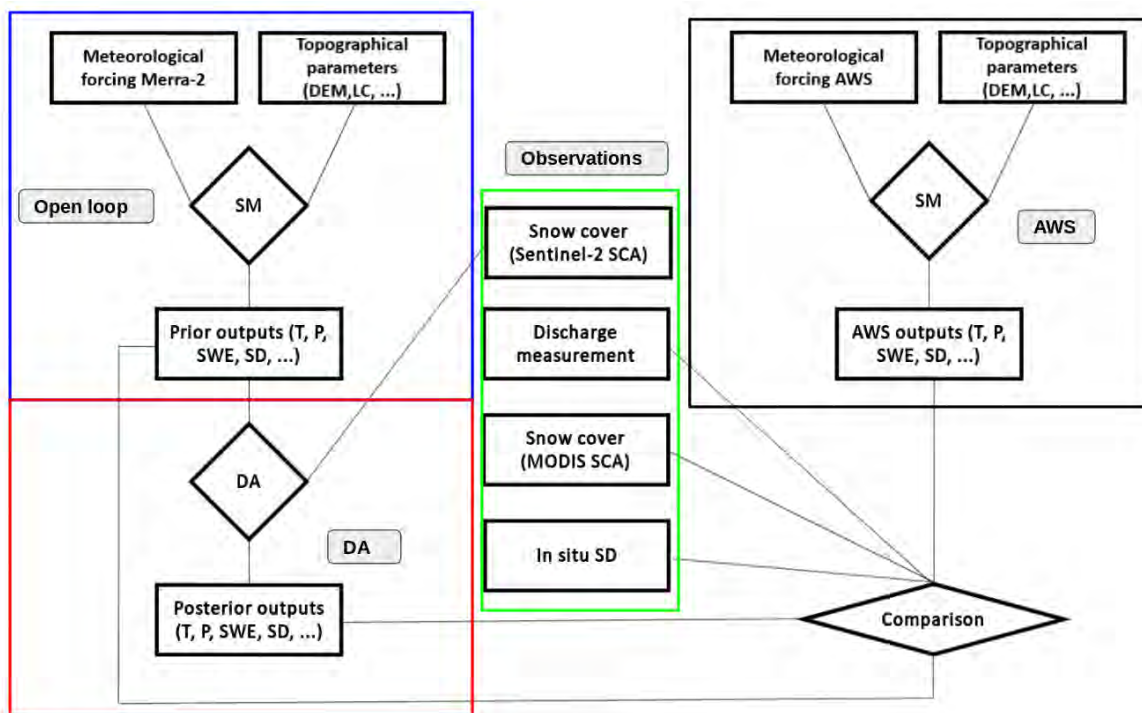 Meteorological
forcing Merra-2
Topographical
parameters
(DEM,LC, ...)
SM
Open loop
Prior outputs (T, P,
SWE, SD, ...)
DA
DA
Posterior outputs
(T, P, SWE, SD, ...)
Observations
Snow cover
(Sentinel-2 SCA)
Discharge
measurement
Snow cover
(MODIS SCA)
In situ SD
Meteorological
forcing AWS
Topographical
parameters
(DEM,LC, ...)
SM
AWS
AWS outputs (T, P,
SWE, SD, ...)
Comparison